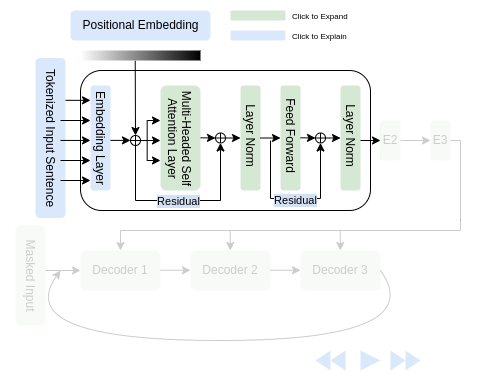 Positional Embedding
Click to Expand
Click to Explain
Tokenized Input Sentence
Embedding Layer
Multi-Headed Self
Attention Layer
Layer Norm
Feed Forward
Layer Norm
E2
E3
Residual
Residual
Masked Input
Decoder 1
Decoder 2
Decoder 3